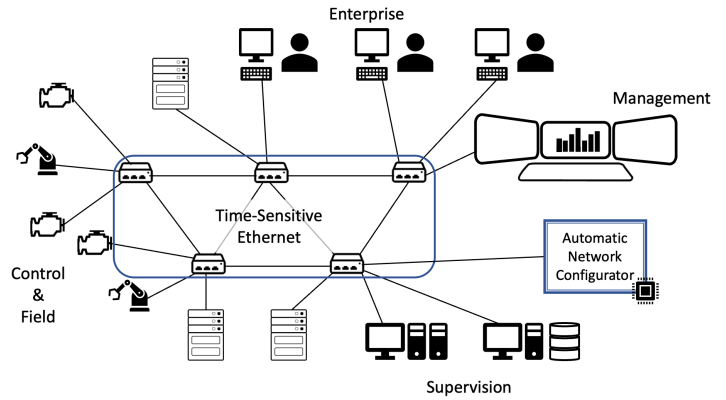 Enterprise
Management
Time-Sensitive
Ethernet
Automatic
Network
Configurator
Control
&
Field
Supervision